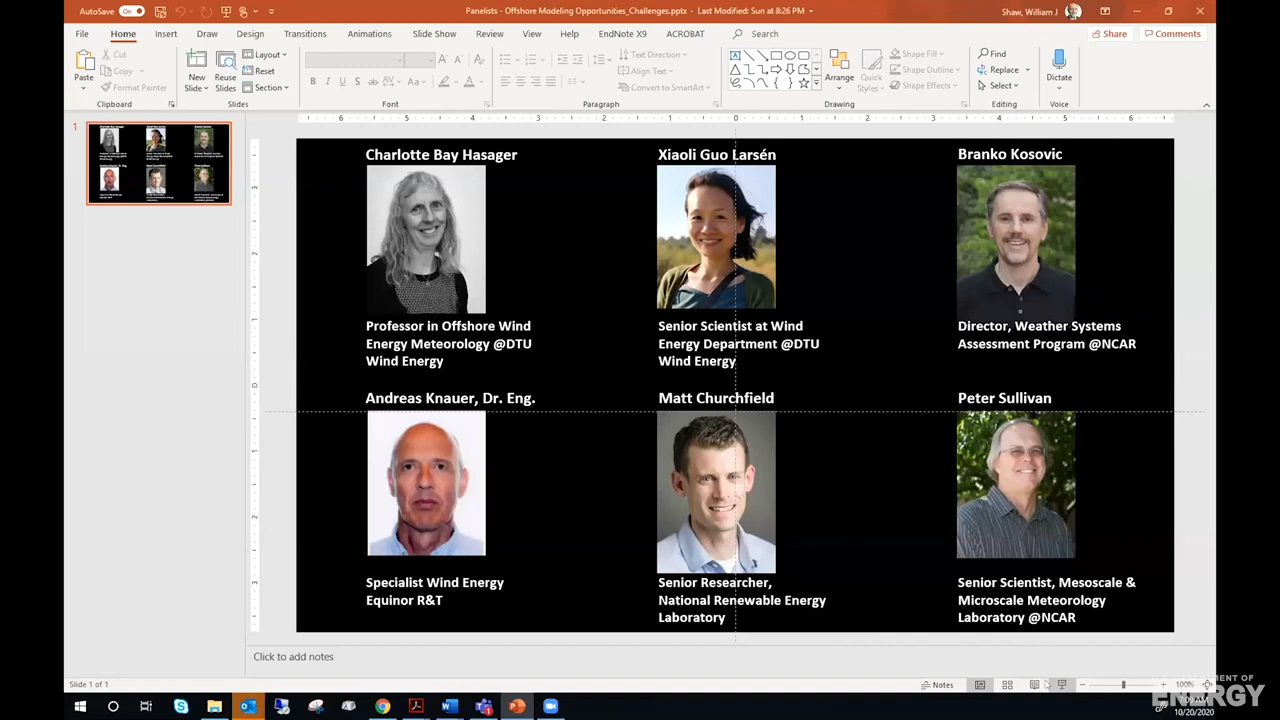 AutoSave On
Panelists - Offshore Modeling Opportunities_Challenges.pptx - Last Modified: Sun at 8:26 PM
Shaw, William J
File Home Insert Draw Design Transitions Animations Slide Show Review View Help EndNote X9 ACROBAT Search
Share Comments
Paste
Cut
Copy
Format Painter
Clipboard
New Slide
Reuse Slides
Layout
Reset
Section
Slides
Font
Text Direction
Align Text
Convert to SmartArt
Paragraph
Arrange
Quick Styles
Shape Fill
Shape Outline
Shape Effects
Drawing
Find
Replace
Select
Editing
Dictate
Voice
1
Charlotte Bay Hasager
Professor in Offshore Wind
Energy Meteorology @DTU
Wind Energy
Xiaoli Guo Larsén
Senior Scientist at Wind
Energy Department @DTU
Wind Energy
Branko Kosovic
Director, Weather Systems
Assessment Program @NCAR
Andreas Knauer, Dr. Eng.
Specialist Wind Energy
Equinor R&T
Matt Churchfield
Senior Researcher,
National Renewable Energy
Laboratory
Peter Sullivan
Senior Scientist, Mesoscale &
Microscale Meteorology
Laboratory @NCAR
Click to add notes
Slide 1 of 1
Notes
100%
ENERGY
10/20/2020